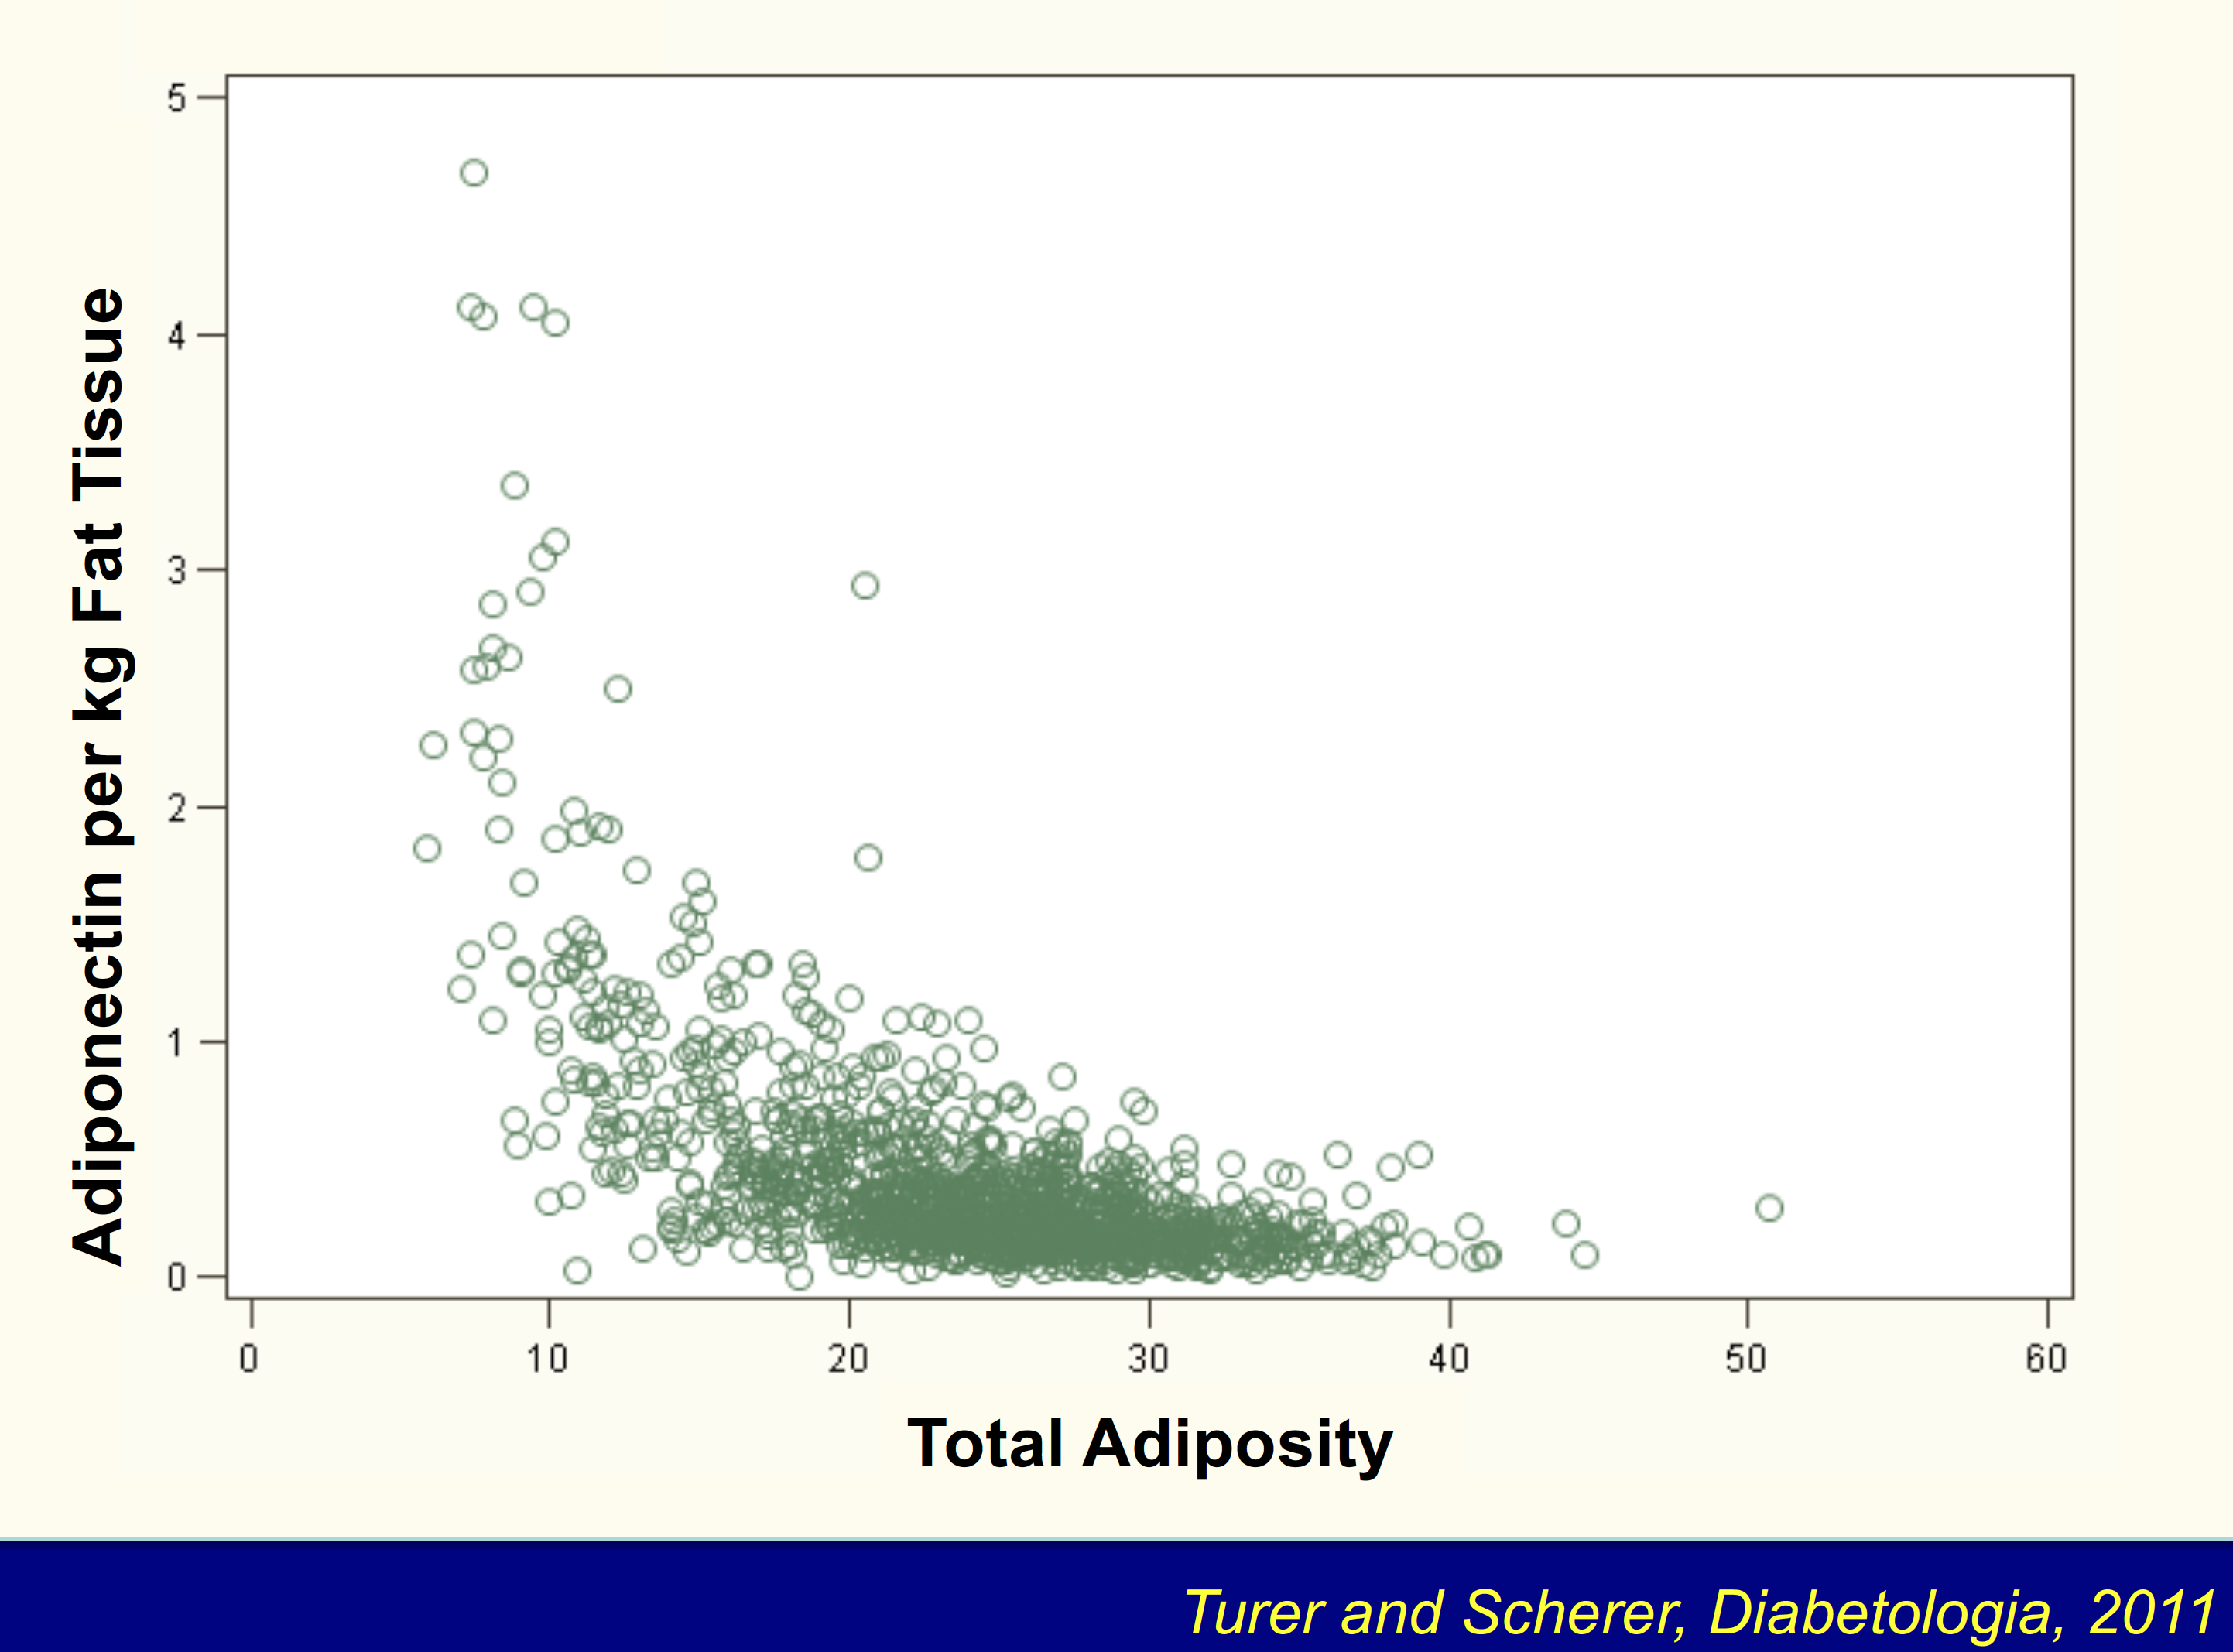 5
4
3
2
1
0
Adiponectin per kg Fat Tissue
0 10 20 30 40 50 60
Total Adiposity
Turer and Scherer, Diabetologia, 2011